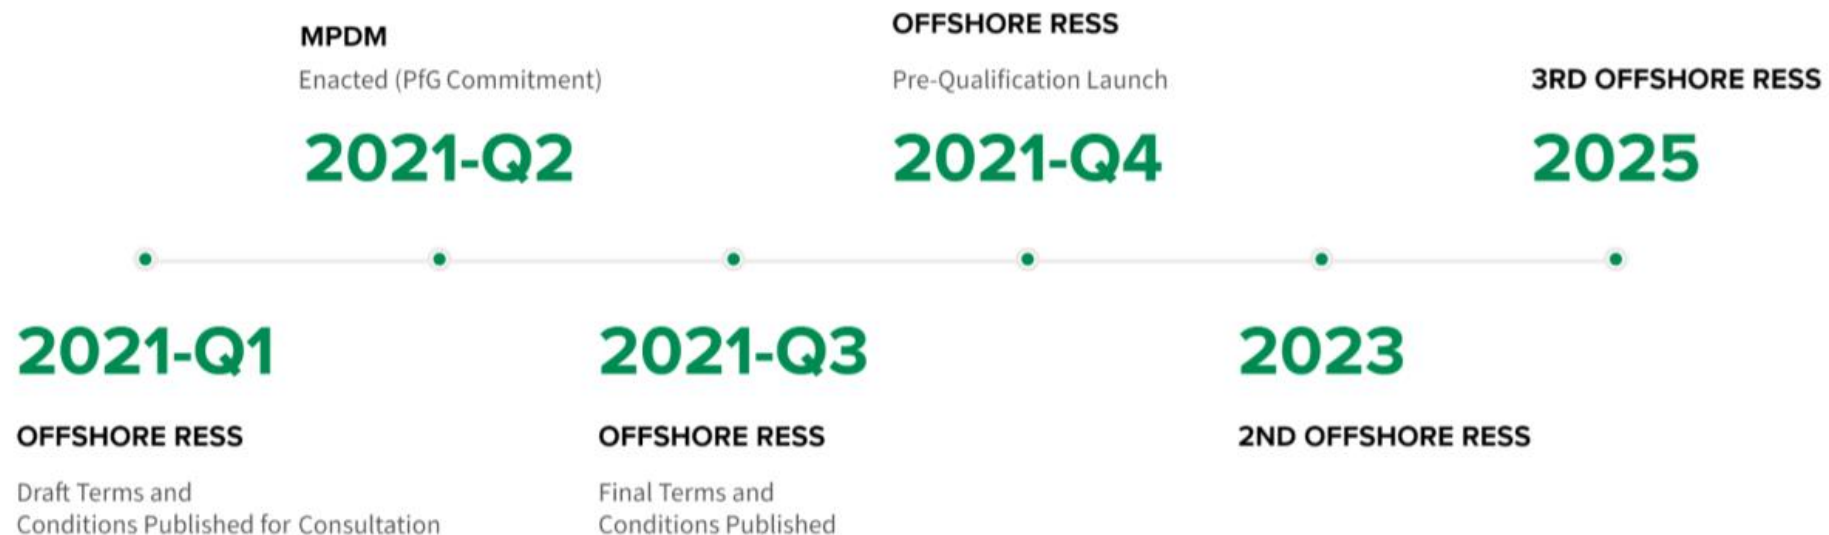 MPDM
Enacted (PfG Commitment)
2021-Q2
OFFSHORE RESS
Pre-Qualification Launch
2021-Q4
3RD OFFSHORE RESS
2025
2021-Q1
OFFSHORE RESS
Draft Terms and
Conditions Published for Consultation
2021-Q3
OFFSHORE RESS
Final Terms and
Conditions Published
2023
2ND OFFSHORE RESS